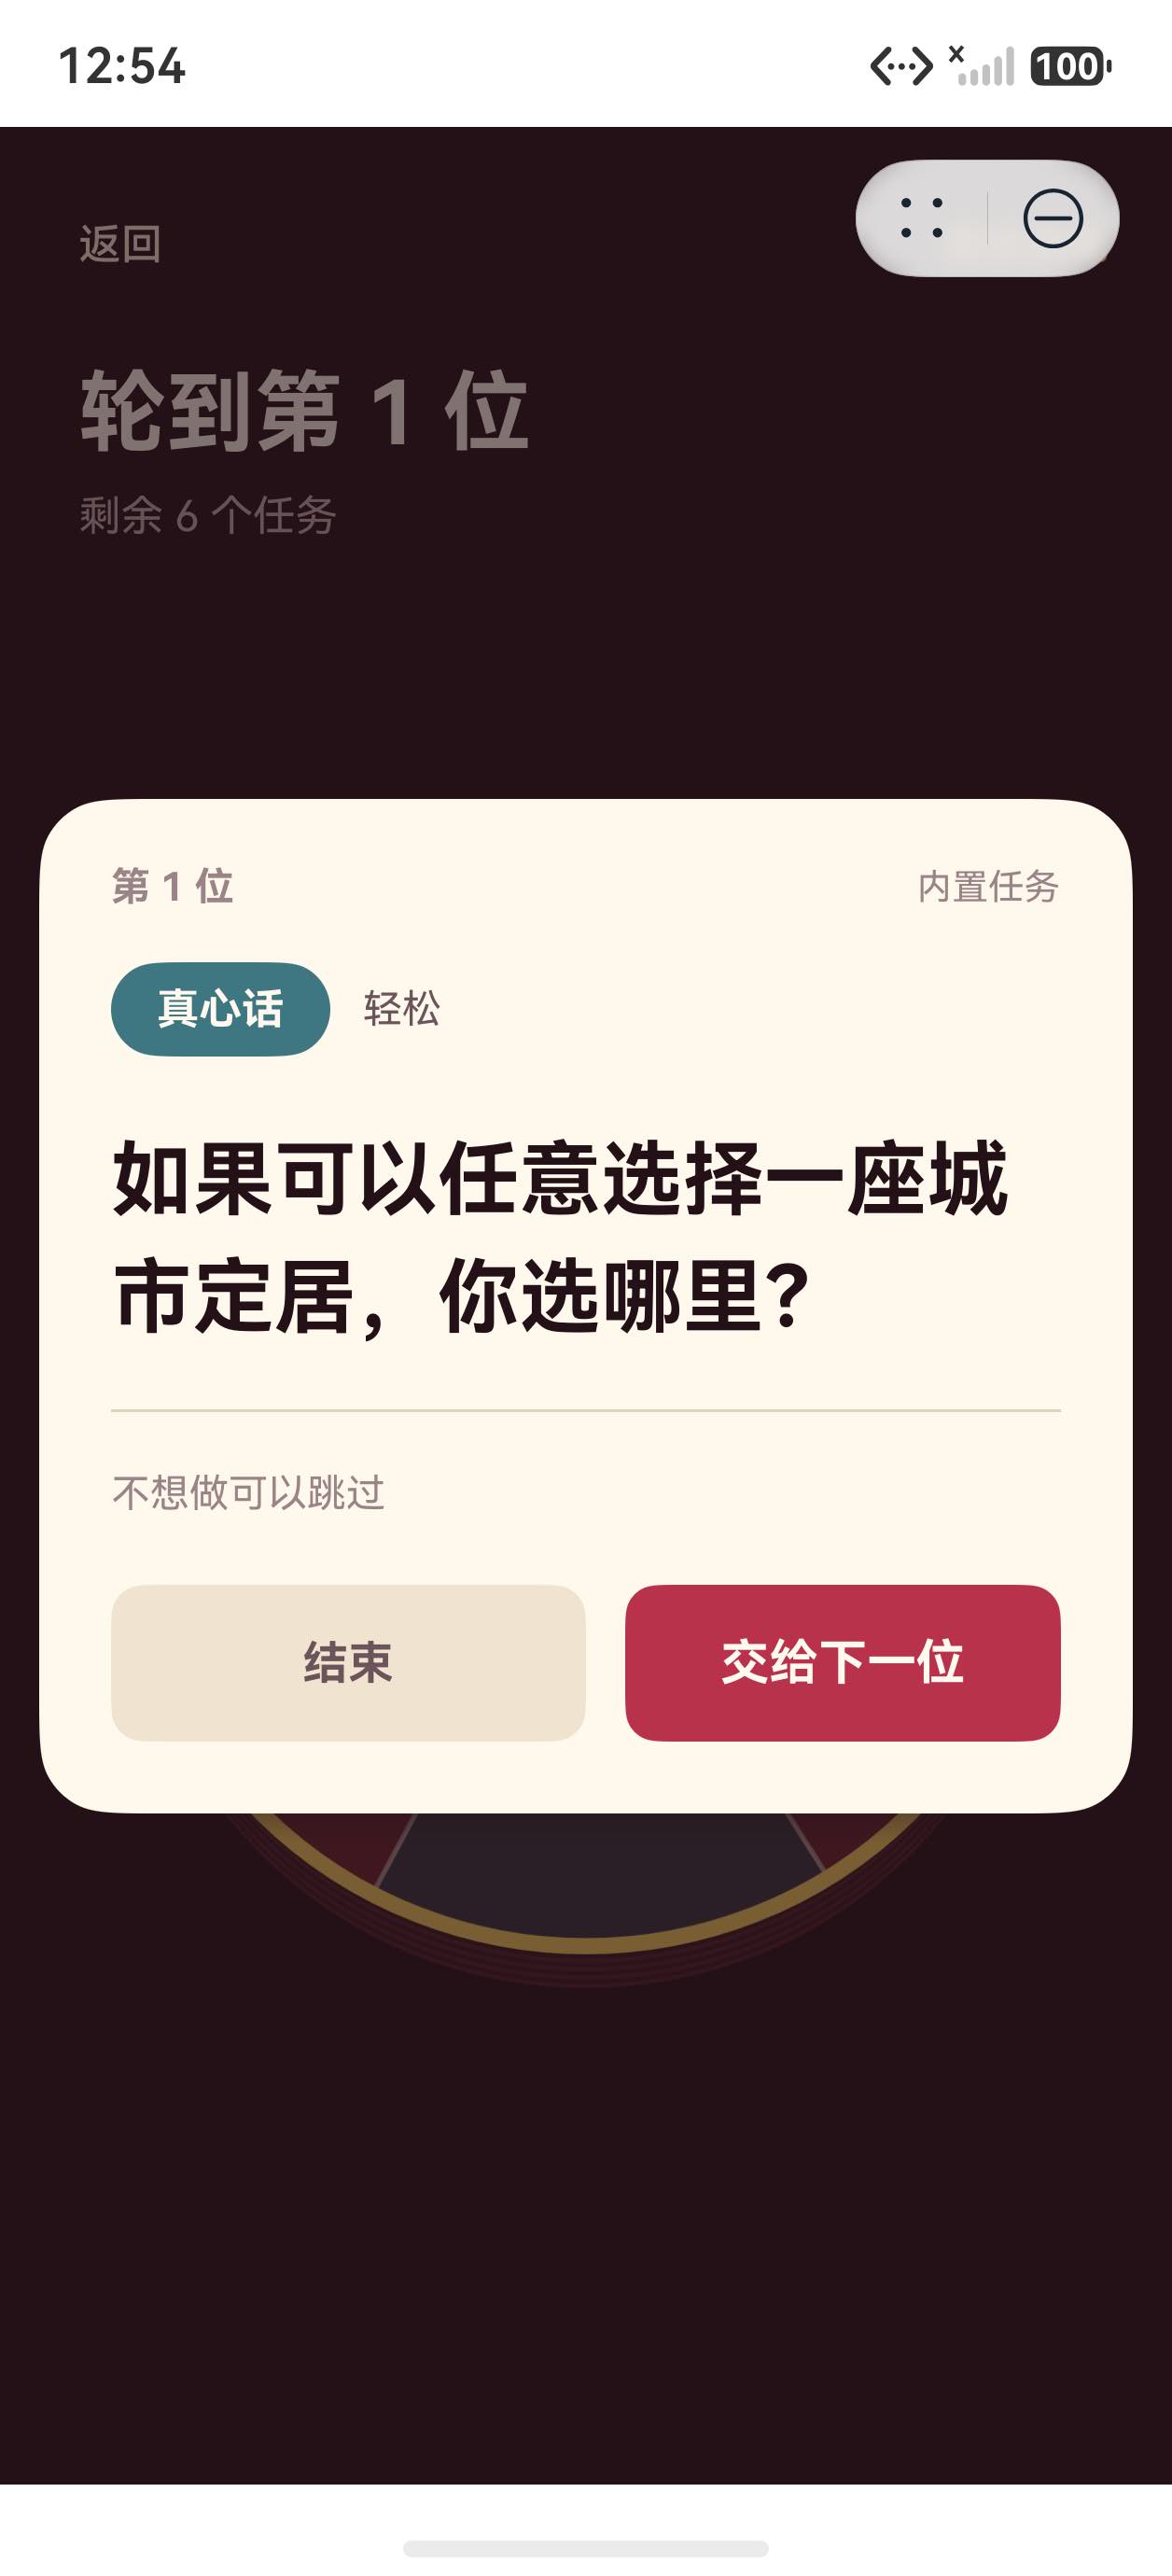 12:54
100
返回
轮到第 1 位
剩余 6 个任务
第 1 位
内置任务
真心话
轻松
如果可以任意选择一座城
市定居，你选哪里?
不想做可以跳过
结束
交给下一位